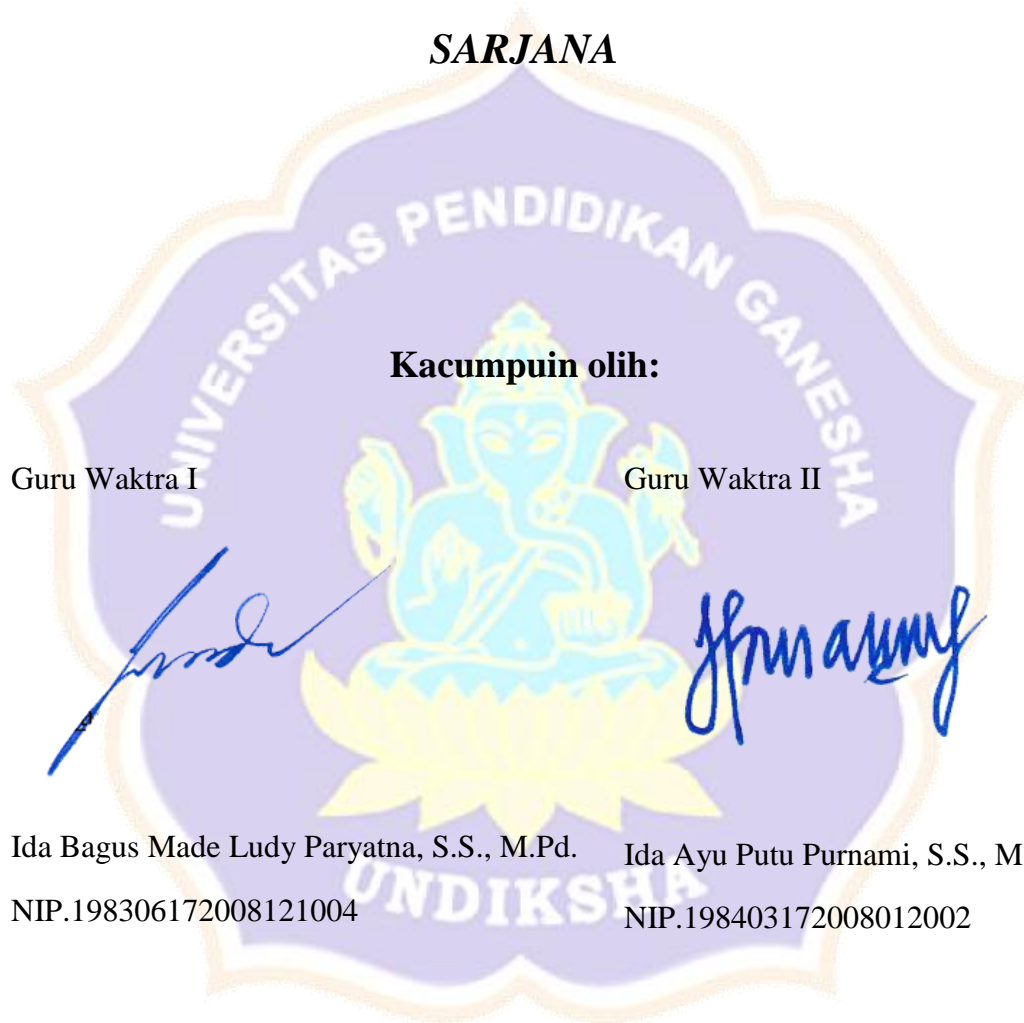 SARJANA
UNIVERSITAS PENDIDIKAN GANESHA
Kacumpuin olih:
Guru Waktra I
Guru Waktra II
Ida Bagus Made Ludy Paryatna, S.S., M.Pd.
Ida Ayu Putu Purnami, S.S., M
NIP.198306172008121004
NIP.198403172008012002
UNDIKSHA